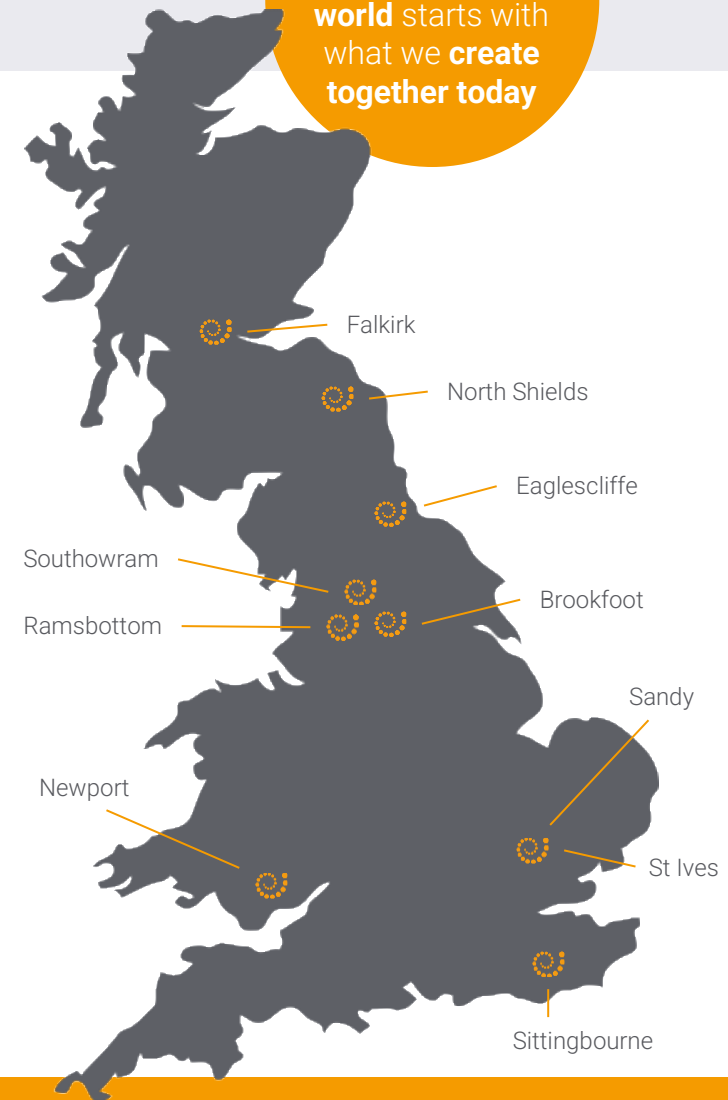 world starts with
what we create
together today
Falkirk
North Shields
Eaglescliffe
Southowram
Brookfoot
Ramsbottom
Sandy
Newport
St Ives
Sittingbourne